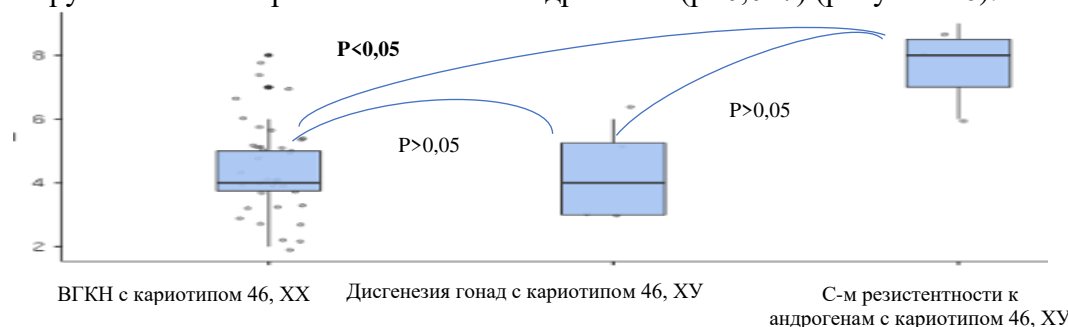 P<0,05
8
6
4
2
P>0,05
P>0,05
ВГКН с кариотипом 46, ХХ
Дисгенезия гонад с кариотипом 46, ХУ
С-м резистентности к
андрогенам с кариотипом 46, ХУ